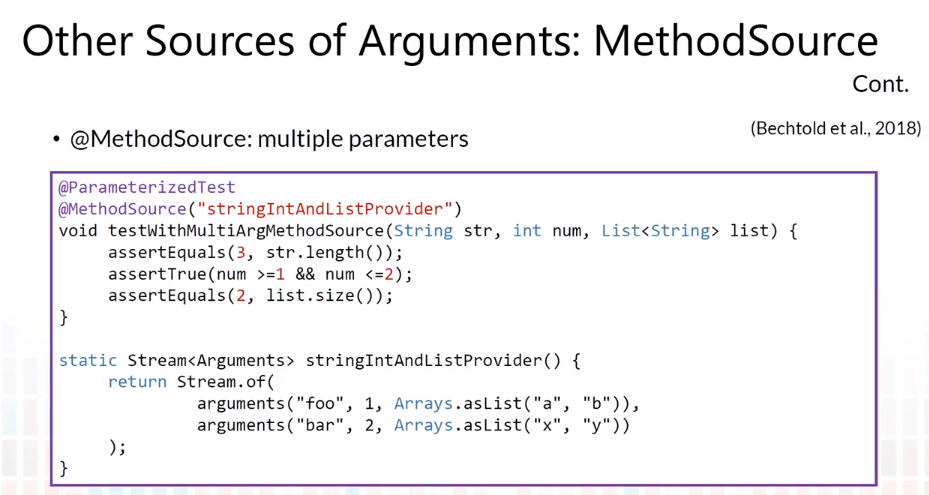 Other Sources of Arguments: MethodSource
Cont.
(Bechtold et al., 2018)
• @MethodSource: multiple parameters
@ParameterizedTest
@MethodSource("stringIntAndListProvider")
void testWithMultiArgMethodSource(String str, int num, List<String> list) {
     assertEquals(3, str.length());
     assertTrue(num >=1 && num <=2);
     assertEquals(2, list.size());
}
static Stream<Arguments> stringIntAndListProvider() {
     return Stream.of(
              arguments("foo", 1, Arrays.asList("a", "b")),
              arguments("bar", 2, Arrays.asList("x", "y"))
     );
}